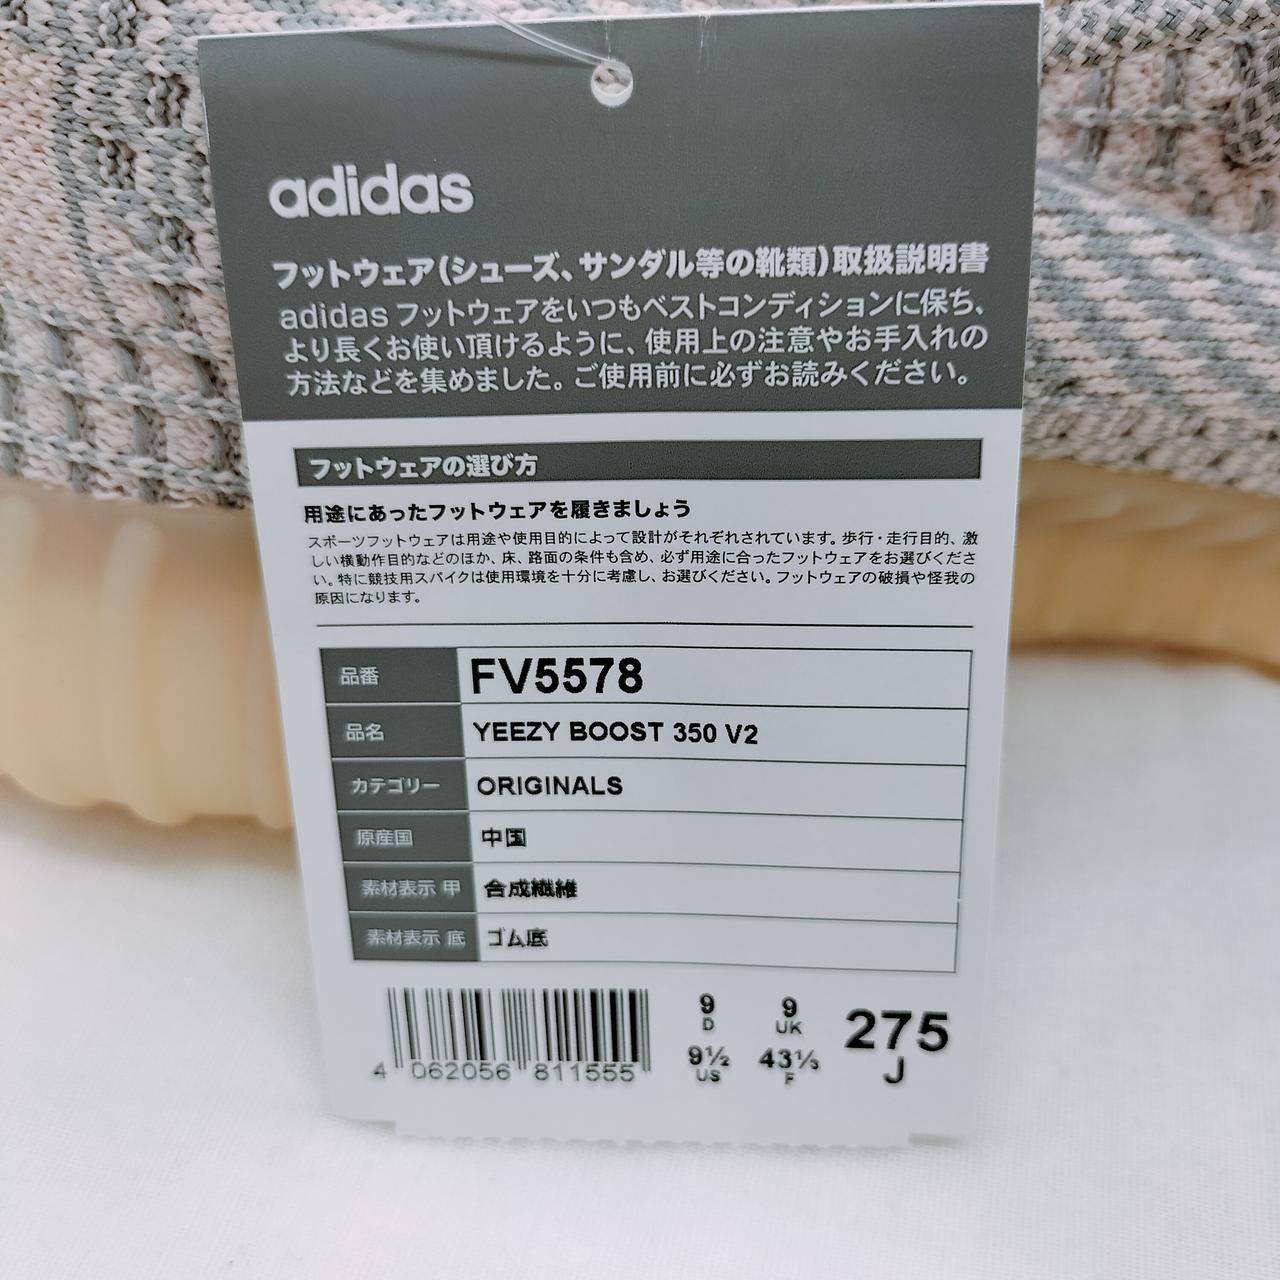 adidas
フットウェア(シューズ、サンダル等の靴類)取扱説明書
adidas フットウェアをいつもベストコンディションに保ち、
より長くお使い頂けるように、使用上の注意やお手入れの
方法などを集めました。ご使用前に必ずお読みください。
フットウェアの選び方
用途にあったフットウェアを履きましょう
スポーツフットウェアは用途や使用目的によって設計がそれぞれされています。歩行・走行目的、激
しい横動作目的などのほか、床、路面の条件も含め、必ず用途に合ったフットウェアをお選びくださ
い。特に競技用スパイクは使用環境を十分に考慮し、お選びください。フットウェアの破損や怪我の
原因になります。
品番 FV5578
品名 YEEZY BOOST 350 V2
カテゴリー ORIGINALS
原産国 中国
素材表示 甲 合成繊維
素材表示 底 ゴム底
4 062056 811555
9 D 9 UK
9½ US 43⅓ F
275 J